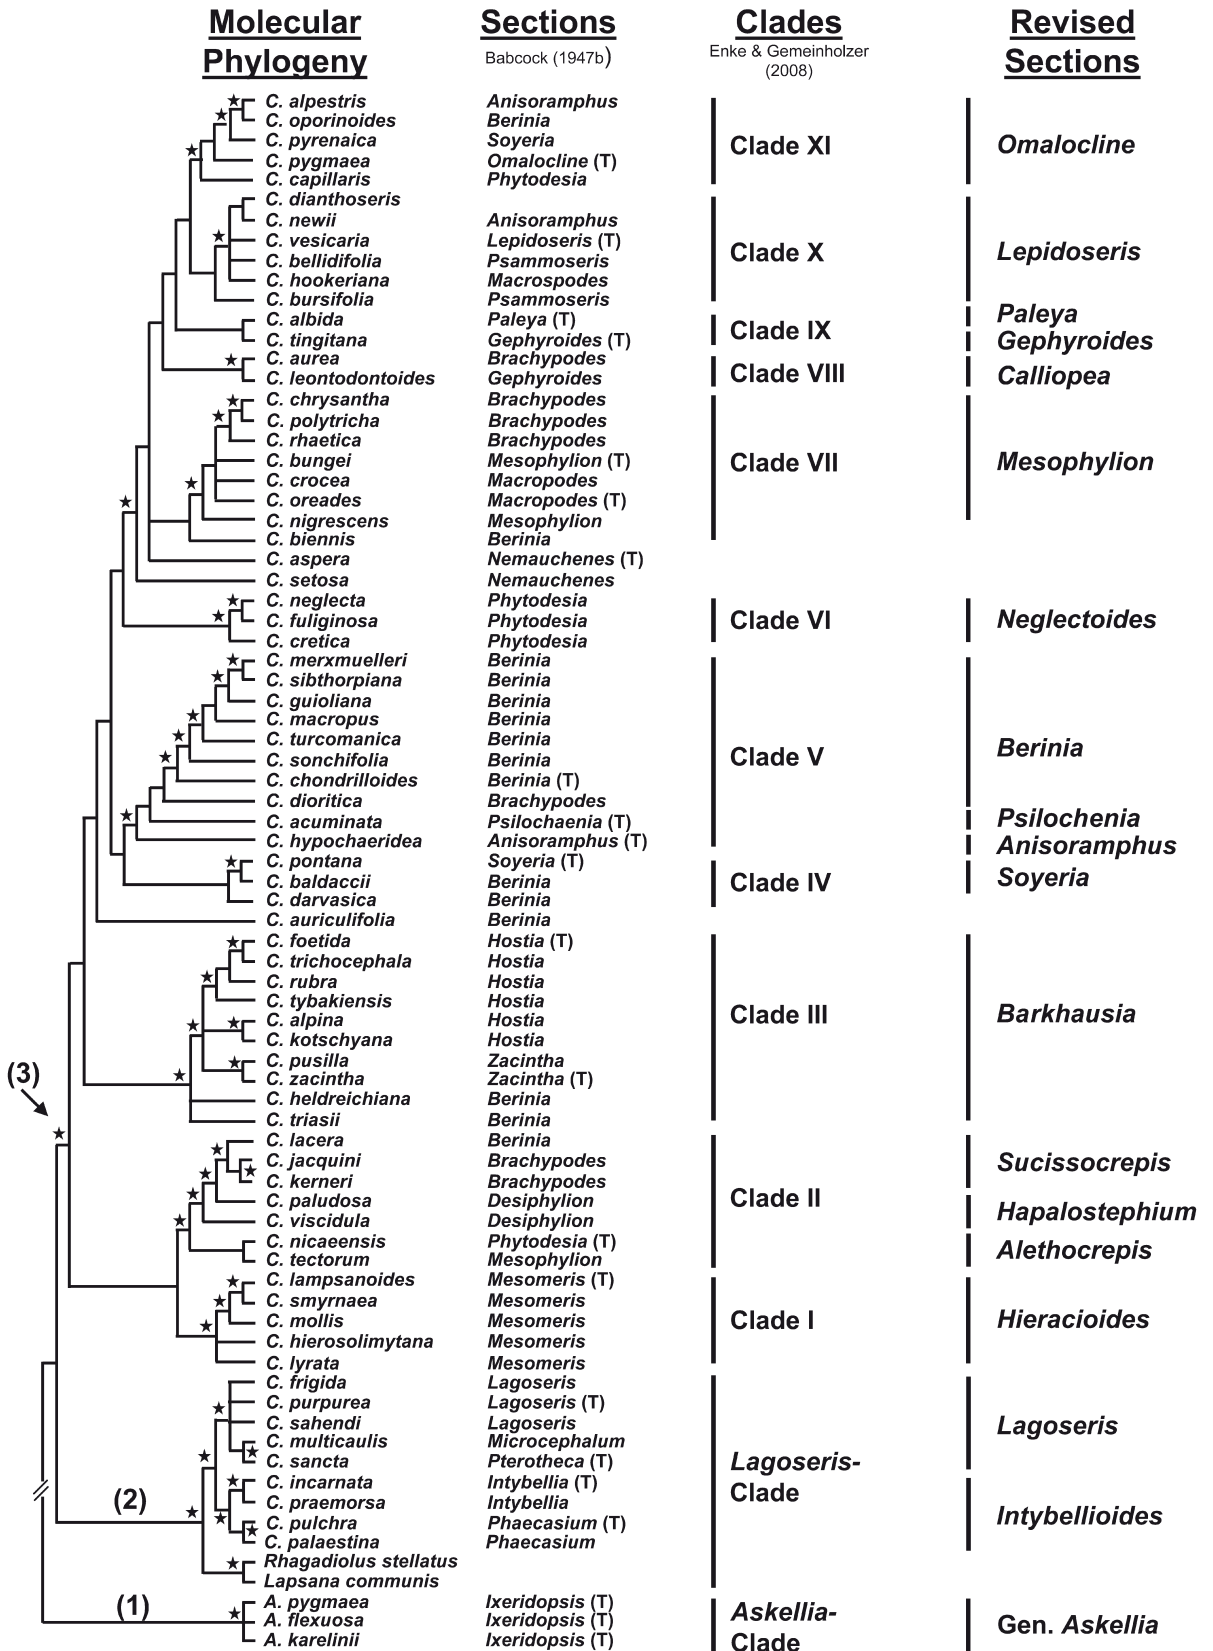 Molecular Phylogeny
Sections
Babcock (1947b)
Clades
Enke & Gemeinholzer
(2008)
Revised Sections
C. alpestris Anisoramphus
C. oporinoides Berinia
C. pyrenaica Soyeria
C. pygmaea Omalocline (T)
C. capillaris Phytodesia
Clade XI
Omalocline
C. dianthoseris
C. newii Anisoramphus
C. vesicaria Lepidoseris (T)
C. bellidifolia Psammoseris
C. hookeriana Macrospodes
C. bursifolia Psammoseris
Clade X
Lepidoseris
C. albida Paleya (T)
C. tingitana Gephyroides (T)
Clade IX
Paleya
Gephyroides
C. aurea Brachypodes
C. leontodontoides Gephyroides
Clade VIII
Calliopea
C. chrysantha Brachypodes
C. polytricha Brachypodes
C. rhaetica Brachypodes
C. bungei Mesophylion (T)
C. crocea Macropodes
C. oreades Macropodes (T)
C. nigrescens Mesophylion
C. biennis Berinia
Clade VII
Mesophylion
C. aspera Nemauchenes (T)
C. setosa Nemauchenes
C. neglecta Phytodesia
C. fuliginosa Phytodesia
C. cretica Phytodesia
Clade VI
Neglectoides
C. merxmuelleri Berinia
C. sibthorpiana Berinia
C. guioliana Berinia
C. macropus Berinia
C. turcomanica Berinia
C. sonchifolia Berinia
C. chondrilloides Berinia (T)
C. dioritica Brachypodes
C. acuminata Psilochaenia (T)
C. hypochaeridea Anisoramphus (T)
Clade V
Berinia
Psilochenia
Anisoramphus
C. pontana Soyeria (T)
C. baldaccii Berinia
C. darvasica Berinia
Clade IV
Soyeria
C. auriculifolia Berinia
C. foetida Hostia (T)
C. trichocephala Hostia
C. rubra Hostia
C. tybakiensis Hostia
C. alpina Hostia
C. kotschyana Hostia
C. pusilla Zacintha
C. zacintha Zacintha (T)
C. heldreichiana Berinia
C. triasii Berinia
Clade III
Barkhausia
(3)
C. lacera Berinia
C. jacquini Brachypodes
C. kerneri Brachypodes
C. paludosa Desiphylion
C. viscidula Desiphylion
C. nicaeensis Phytodesia (T)
C. tectorum Mesophylion
Clade II
Sucissocrepis
Hapalostephium
Alethocrepis
C. lampsanoides Mesomeris (T)
C. smyrnaea Mesomeris
C. mollis Mesomeris
C. hierosolimytana Mesomeris
C. lyrata Mesomeris
Clade I
Hieracioides
C. frigida Lagoseris
C. purpurea Lagoseris (T)
C. sahendi Lagoseris
C. multicaulis Microcephalum
C. sancta Pterotheca (T)
C. incarnata Intybellia (T)
C. praemorsa Intybellia
C. pulchra Phaecasium (T)
C. palaestina Phaecasium
Rhagadiolus stellatus
Lapsana communis
Lagoseris-
Clade
Lagoseris
Intybellioides
(2)
(1)
A. pygmaea Ixeridopsis (T)
A. flexuosa Ixeridopsis (T)
A. karelinii Ixeridopsis (T)
Askellia-
Clade
Gen. Askellia